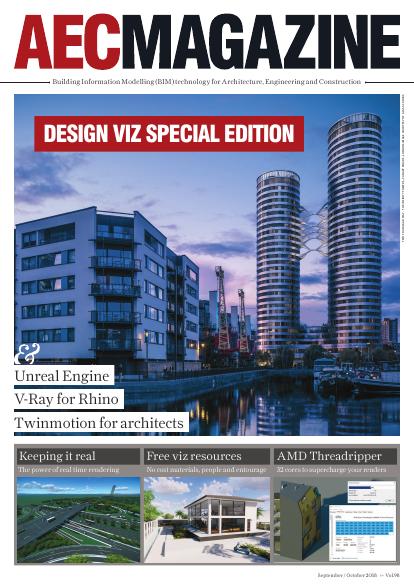 AECMAGAZINE
Building Information Modelling (BIM) technology for Architecture, Engineering and Construction
DESIGN VIZ SPECIAL EDITION
&
Unreal Engine
V-Ray for Rhino
Twinmotion for architects
Keeping it real
The power of real time rendering
Free viz resources
No cost materials, people and entourage
AMD Threadripper
32 cores to supercharge your renders
September / October 2018 >> Vol.98